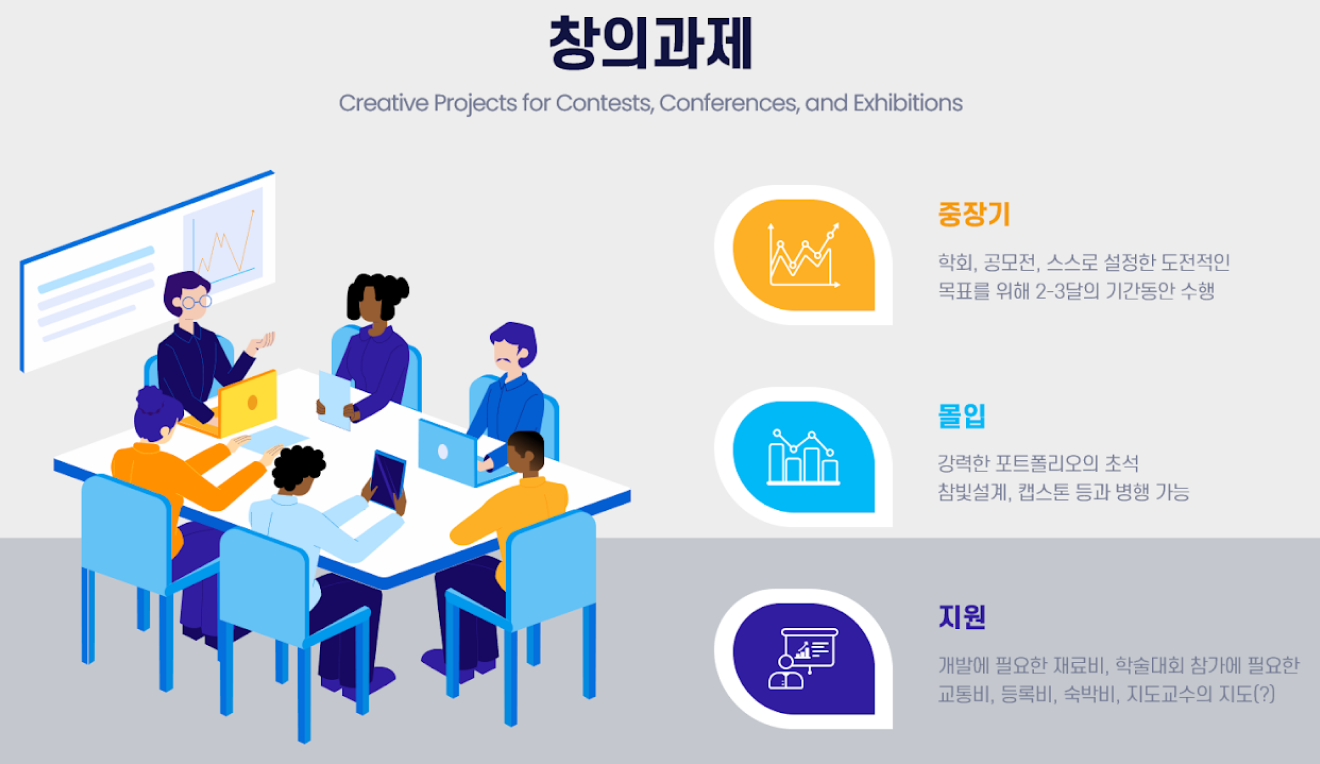 창의과제
Creative Projects for Contests, Conferences, and Exhibitions
중장기
학회, 공모전, 스스로 설정한 도전적인
목표를 위해 2-3달의 기간동안 수행
몰입
강력한 포트폴리오의 초석
참빛설계, 캡스톤 등과 병행 가능
지원
개발에 필요한 재료비, 학술대회 참가에 필요한
교통비, 등록비, 숙박비, 지도교수의 지도(?)